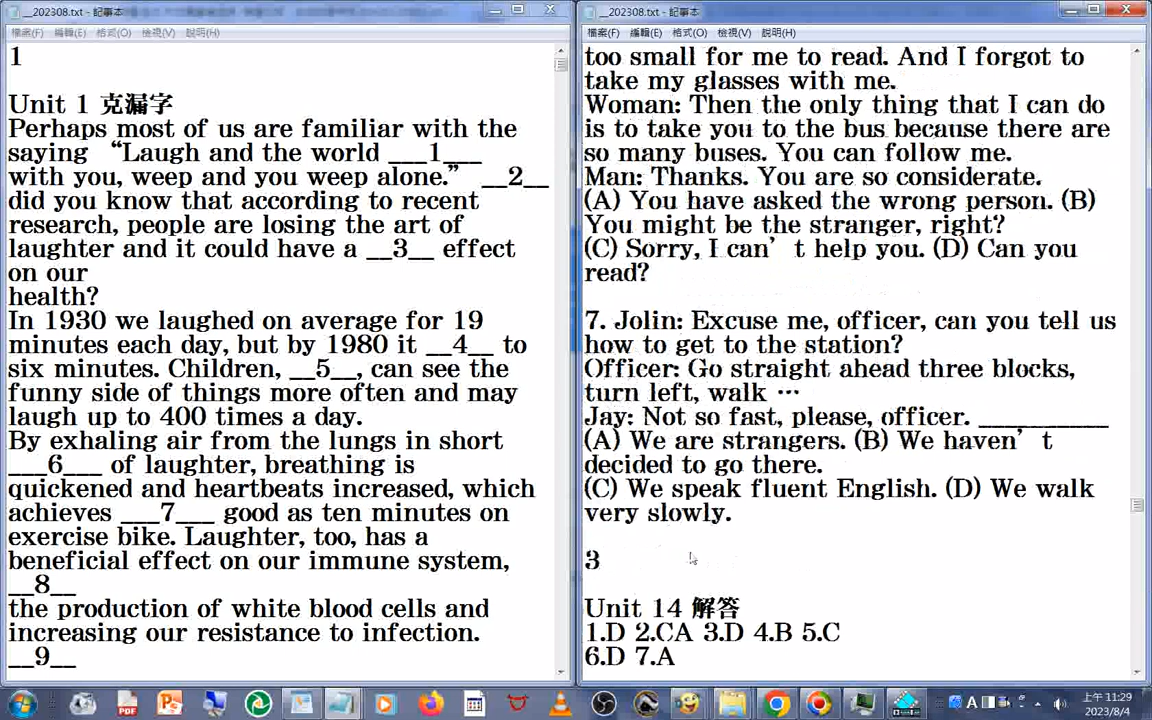 __202308.txt - 記事本
檔案(F) 編輯(E) 格式(O) 檢視(V) 說明(H)
1
Unit 1 克漏字
Perhaps most of us are familiar with the
saying “Laugh and the world ___1___
with you, weep and you weep alone.” __2__
did you know that according to recent
research, people are losing the art of
laughter and it could have a __3__ effect
on our
health?
In 1930 we laughed on average for 19
minutes each day, but by 1980 it __4__ to
six minutes. Children, __5__, can see the
funny side of things more often and may
laugh up to 400 times a day.
By exhaling air from the lungs in short
___6___ of laughter, breathing is
quickened and heartbeats increased, which
achieves ___7___ good as ten minutes on
exercise bike. Laughter, too, has a
beneficial effect on our immune system,
__8__
the production of white blood cells and
increasing our resistance to infection.
__9__
__202308.txt - 記事本
檔案(F) 編輯(E) 格式(O) 檢視(V) 說明(H)
too small for me to read. And I forgot to
take my glasses with me.
Woman: Then the only thing that I can do
is to take you to the bus because there are
so many buses. You can follow me.
Man: Thanks. You are so considerate.
(A) You have asked the wrong person. (B)
You might be the stranger, right?
(C) Sorry, I can’t help you. (D) Can you
read?
7. Jolin: Excuse me, officer, can you tell us
how to get to the station?
Officer: Go straight ahead three blocks,
turn left, walk …
Jay: Not so fast, please, officer. __________
(A) We are strangers. (B) We haven’t
decided to go there.
(C) We speak fluent English. (D) We walk
very slowly.
3
Unit 14 解答
1.D 2.CA 3.D 4.B 5.C
6.D 7.A
PDF
A
上午 11:29
2023/8/4